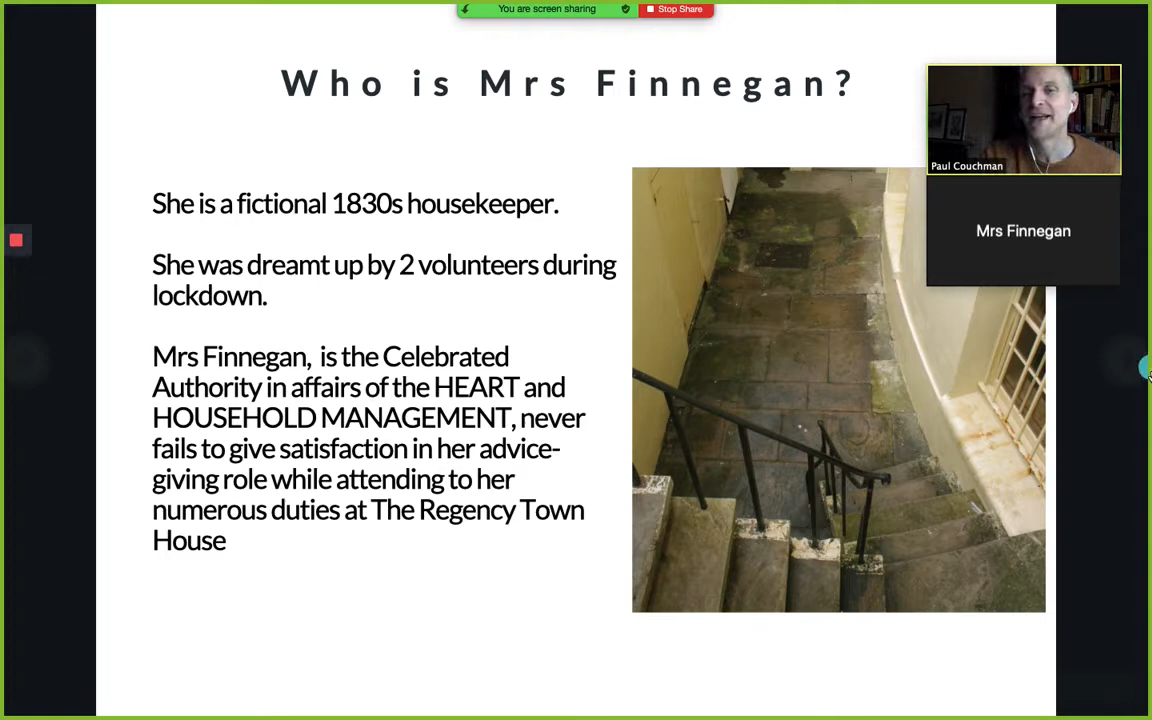 You are screen sharing
Stop Share
Who is Mrs Finnegan?
Paul Couchman
Mrs Finnegan
She is a fictional 1830s housekeeper.
She was dreamt up by 2 volunteers during
lockdown.
Mrs Finnegan,  is the Celebrated
Authority in affairs of the HEART and
HOUSEHOLD MANAGEMENT, never
fails to give satisfaction in her advice-
giving role while attending to her
numerous duties at The Regency Town
House